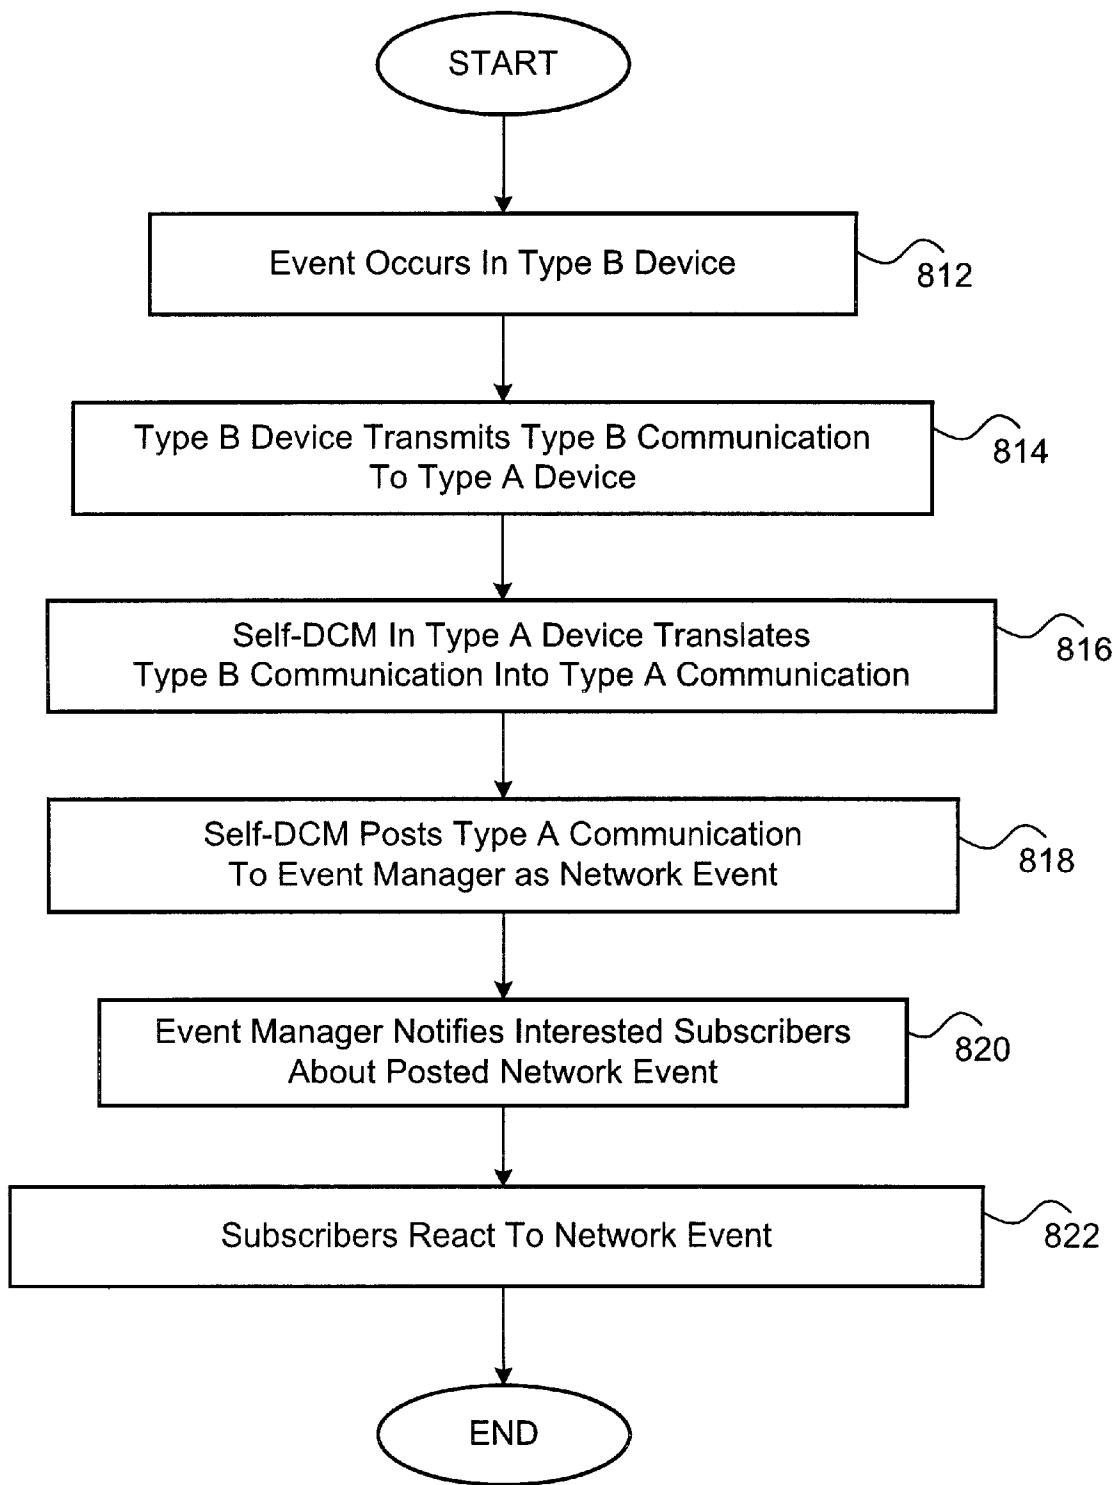 START
Event Occurs In Type B Device
812
Type B Device Transmits Type B Communication
To Type A Device
814
Self-DCM In Type A Device Translates
Type B Communication Into Type A Communication
816
Self-DCM Posts Type A Communication
To Event Manager as Network Event
818
Event Manager Notifies Interested Subscribers
About Posted Network Event
820
Subscribers React To Network Event
822
END